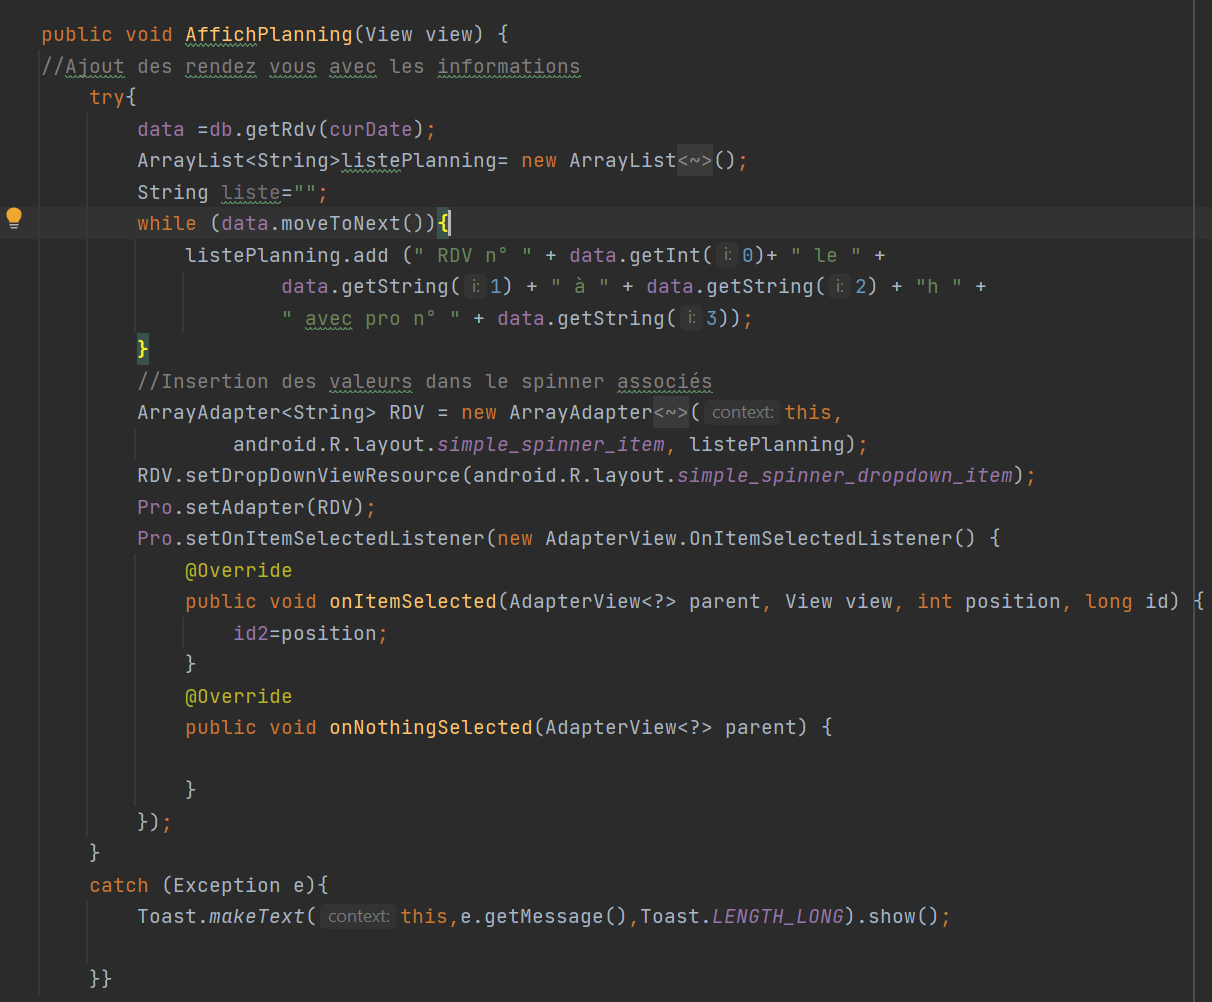 public void AffichPlanning(View view) {
//Ajout des rendez vous avec les informations
try{
data =db.getRdv(curDate);
ArrayList<String>listePlanning= new ArrayList<~>();
String liste="";
while (data.moveToNext()){
listePlanning.add (" RDV n° " + data.getInt( i: 0)+ " le " +
data.getString( i: 1) + " à " + data.getString( i: 2) + "h " +
" avec pro n° " + data.getString( i: 3));
}
//Insertion des valeurs dans le spinner associés
ArrayAdapter<String> RDV = new ArrayAdapter<~>( context: this,
android.R.layout.simple_spinner_item, listePlanning);
RDV.setDropDownViewResource(android.R.layout.simple_spinner_dropdown_item);
Pro.setAdapter(RDV);
Pro.setOnItemSelectedListener(new AdapterView.OnItemSelectedListener() {
@Override
public void onItemSelected(AdapterView<?> parent, View view, int position, long id) {
id2=position;
}
@Override
public void onNothingSelected(AdapterView<?> parent) {
}
});
}
catch (Exception e){
Toast.makeText( context: this,e.getMessage(),Toast.LENGTH_LONG).show();
}}